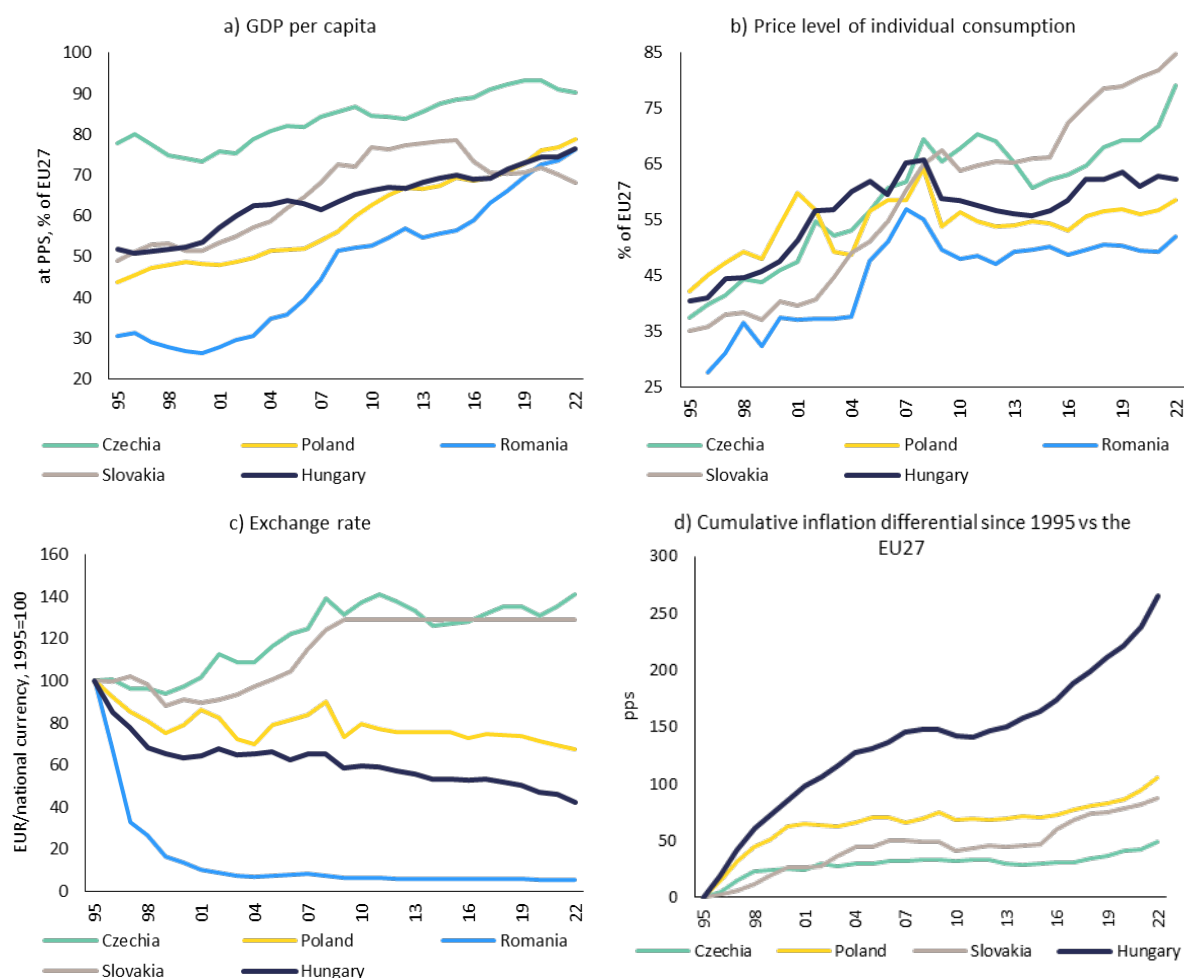 a) GDP per capita
at PPS, % of EU27
100
90
80
70
60
50
40
30
20
95 98 01 04 07 10 13 16 19 22
Czechia Poland Romania
Slovakia Hungary
b) Price level of individual consumption
% of EU27
85
75
65
55
45
35
25
95 98 01 04 07 10 13 16 19 22
Czechia Poland Romania
Slovakia Hungary
c) Exchange rate
EUR/national currency, 1995=100
160
140
120
100
80
60
40
20
0
95 98 01 04 07 10 13 16 19 22
Czechia Poland Romania
Slovakia Hungary
d) Cumulative inflation differential since 1995 vs the
EU27
pps
300
250
200
150
100
50
0
95 98 01 04 07 10 13 16 19 22
Czechia Poland Slovakia Hungary